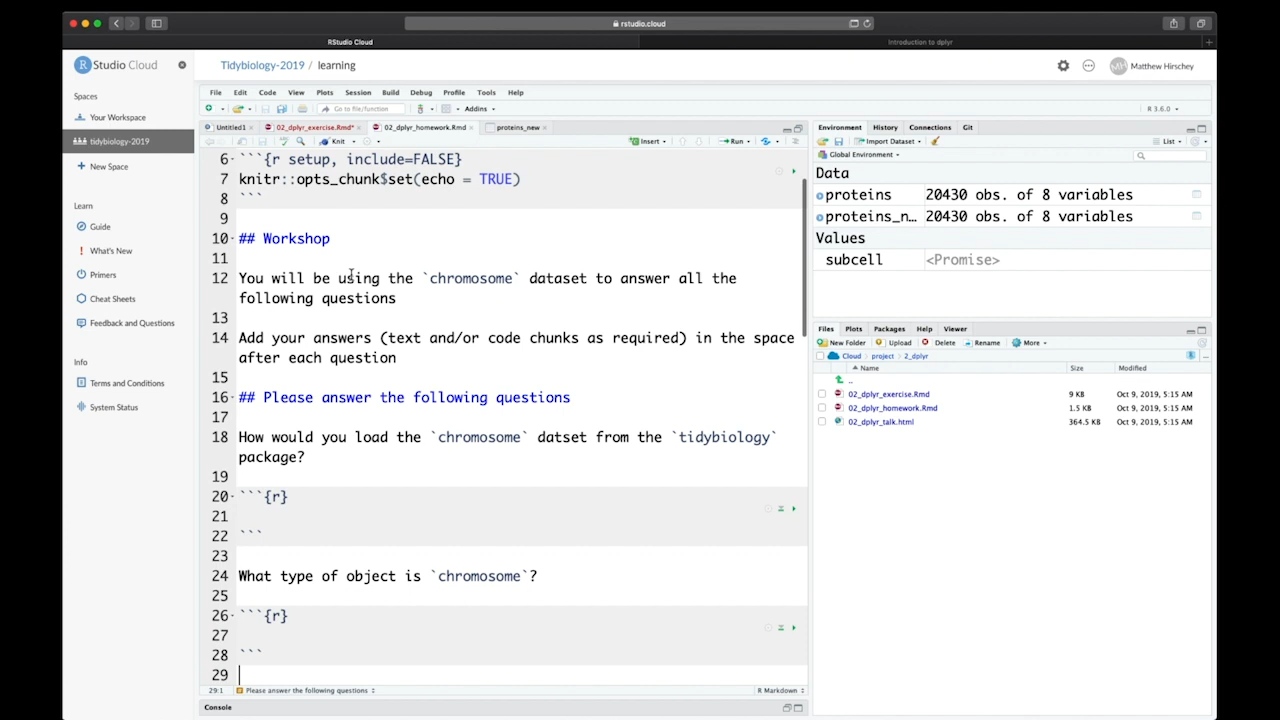 rstudio.cloud
RStudio Cloud
Introduction to dplyr
R Studio Cloud
Tidybiology-2019 / learning
Matthew Hirschey
Spaces
Your Workspace
tidybiology-2019
New Space
Learn
Guide
What's New
Primers
Cheat Sheets
Feedback and Questions
Info
Terms and Conditions
System Status
File Edit Code View Plots Session Build Debug Profile Tools Help
Go to file/function
Addins
R 3.6.0
Untitled1
02_dplyr_exercise.Rmd*
02_dplyr_homework.Rmd
proteins_new
Knit
Insert
Run
6 ```{r setup, include=FALSE}
7 knitr::opts_chunk$set(echo = TRUE)
8 ```
9
10 ## Workshop
11
12 You will be using the `chromosome` dataset to answer all the
following questions
13
14 Add your answers (text and/or code chunks as required) in the space
after each question
15
16 ## Please answer the following questions
17
18 How would you load the `chromosome` datset from the `tidybiology`
package?
19
20 ```{r}
21
22 ```
23
24 What type of object is `chromosome`?
25
26 ```{r}
27
28 ```
29
29:1 Please answer the following questions
R Markdown
Console
Environment History Connections Git
Import Dataset
List
Global Environment
Data
proteins 20430 obs. of 8 variables
proteins_n… 20430 obs. of 8 variables
Values
subcell <Promise>
Files Plots Packages Help Viewer
New Folder Upload Delete Rename More
Cloud project 2_dplyr
Name Size Modified
..
02_dplyr_exercise.Rmd 9 KB Oct 9, 2019, 5:15 AM
02_dplyr_homework.Rmd 1.5 KB Oct 9, 2019, 5:15 AM
02_dplyr_talk.html 364.5 KB Oct 9, 2019, 5:15 AM